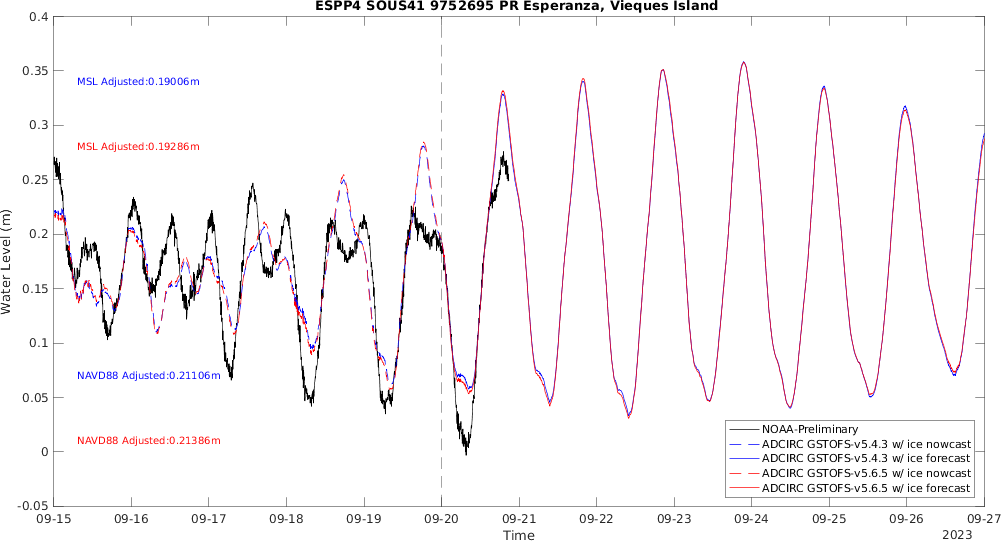 ESPP4 SOUS41 9752695 PR Esperanza, Vieques Island
0.4
0.35
0.3
0.25
0.2
0.15
0.1
0.05
0
-0.05
Water Level (m)
MSL Adjusted:0.19006m
MSL Adjusted:0.19286m
NAVD88 Adjusted:0.21106m
NAVD88 Adjusted:0.21386m
NOAA-Preliminary
ADCIRC GSTOFS-v5.4.3 w/ ice nowcast
ADCIRC GSTOFS-v5.4.3 w/ ice forecast
ADCIRC GSTOFS-v5.6.5 w/ ice nowcast
ADCIRC GSTOFS-v5.6.5 w/ ice forecast
09-15 09-16 09-17 09-18 09-19 09-20 09-21 09-22 09-23 09-24 09-25 09-26 09-27
Time
2023